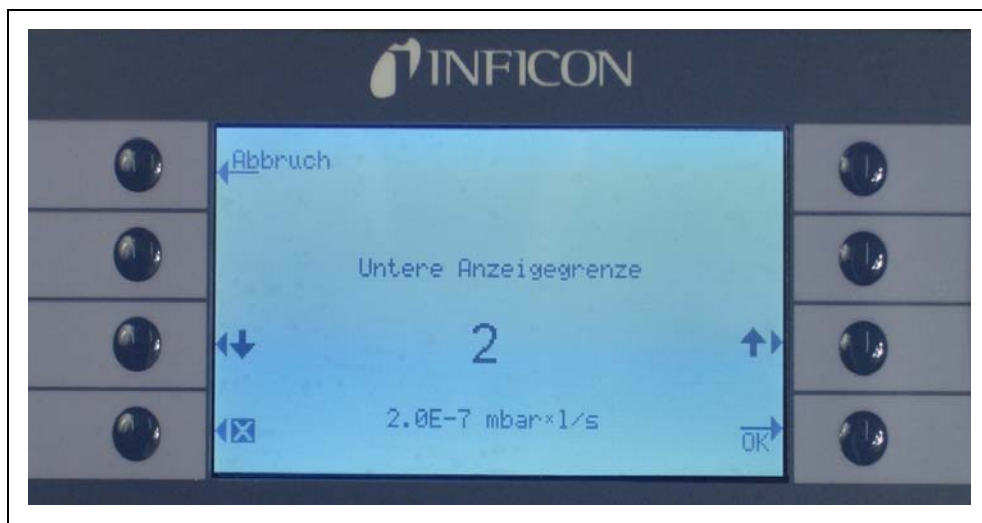 INFICON
Abbruch
Untere Anzeigegrenze
2
2.0E-7 mbar×l/s
OK